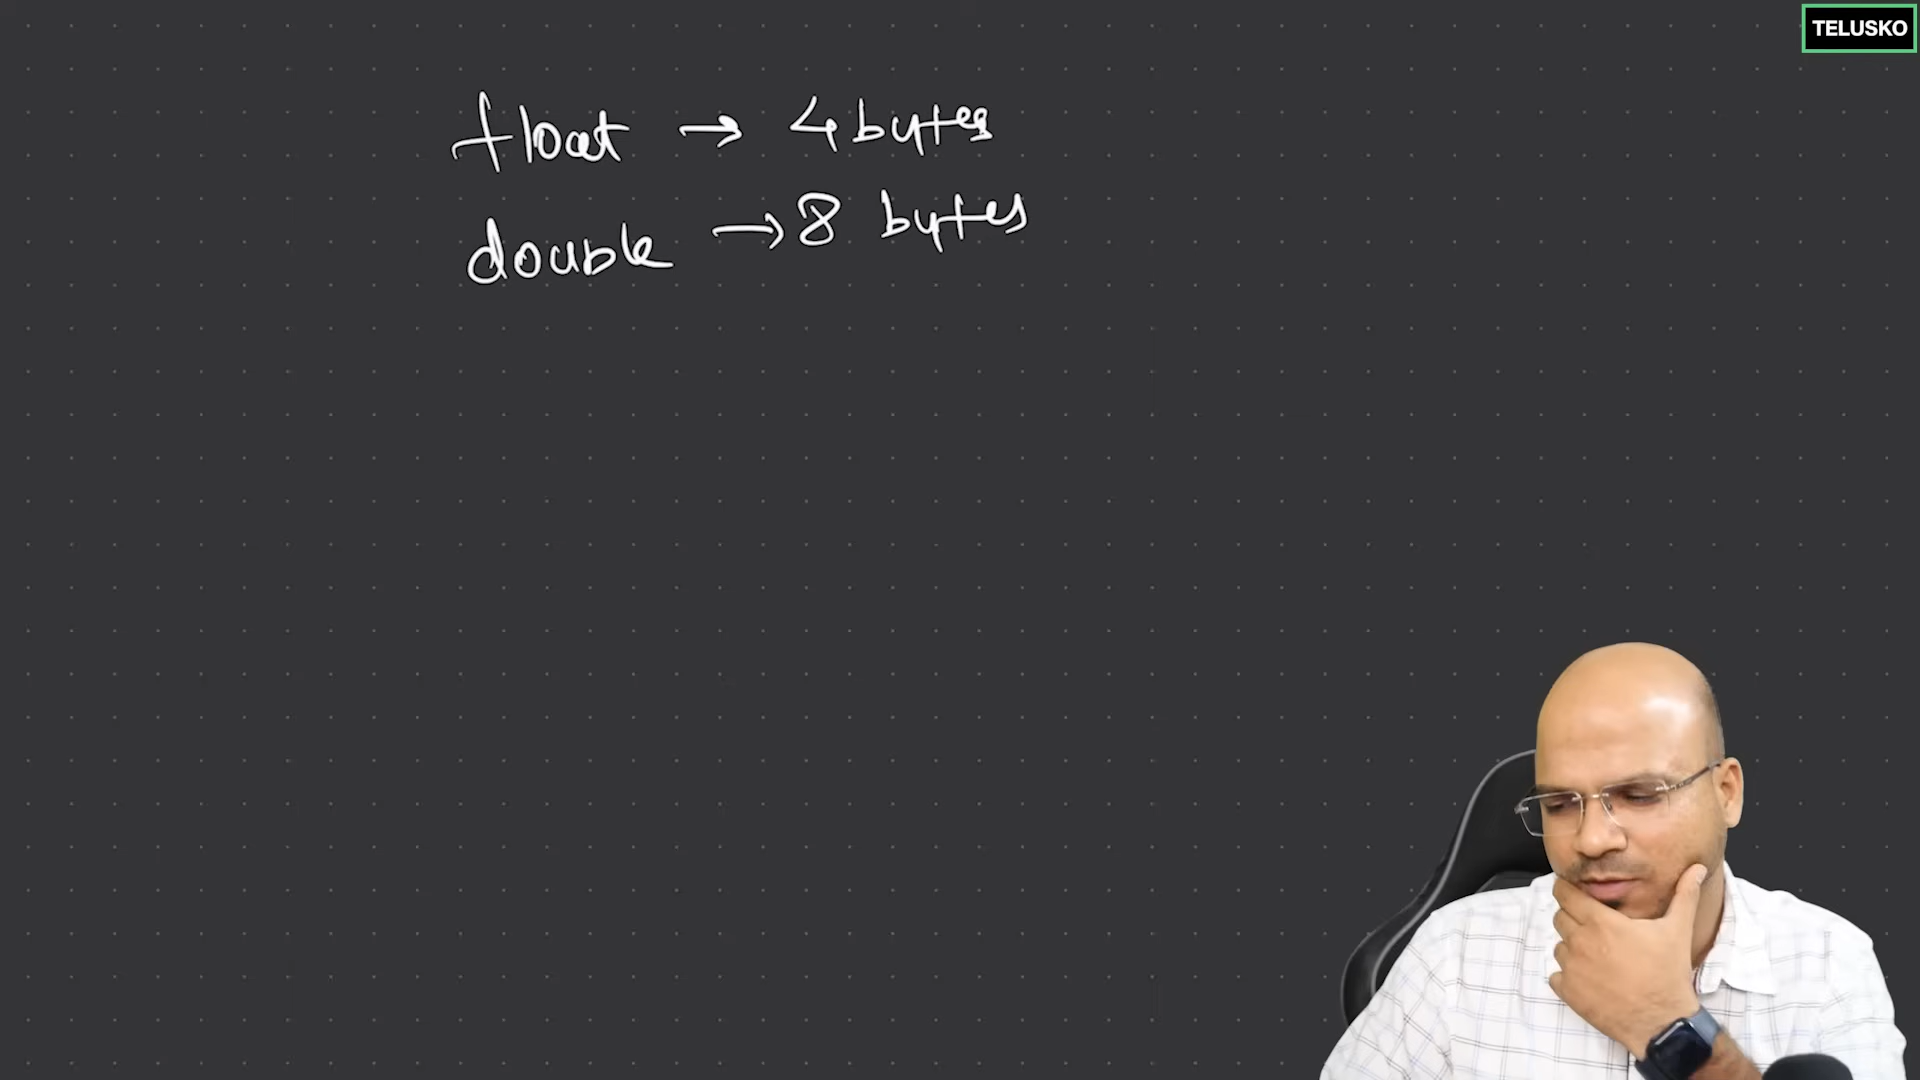 TELUSKO
float → 4 bytes
double → 8 bytes